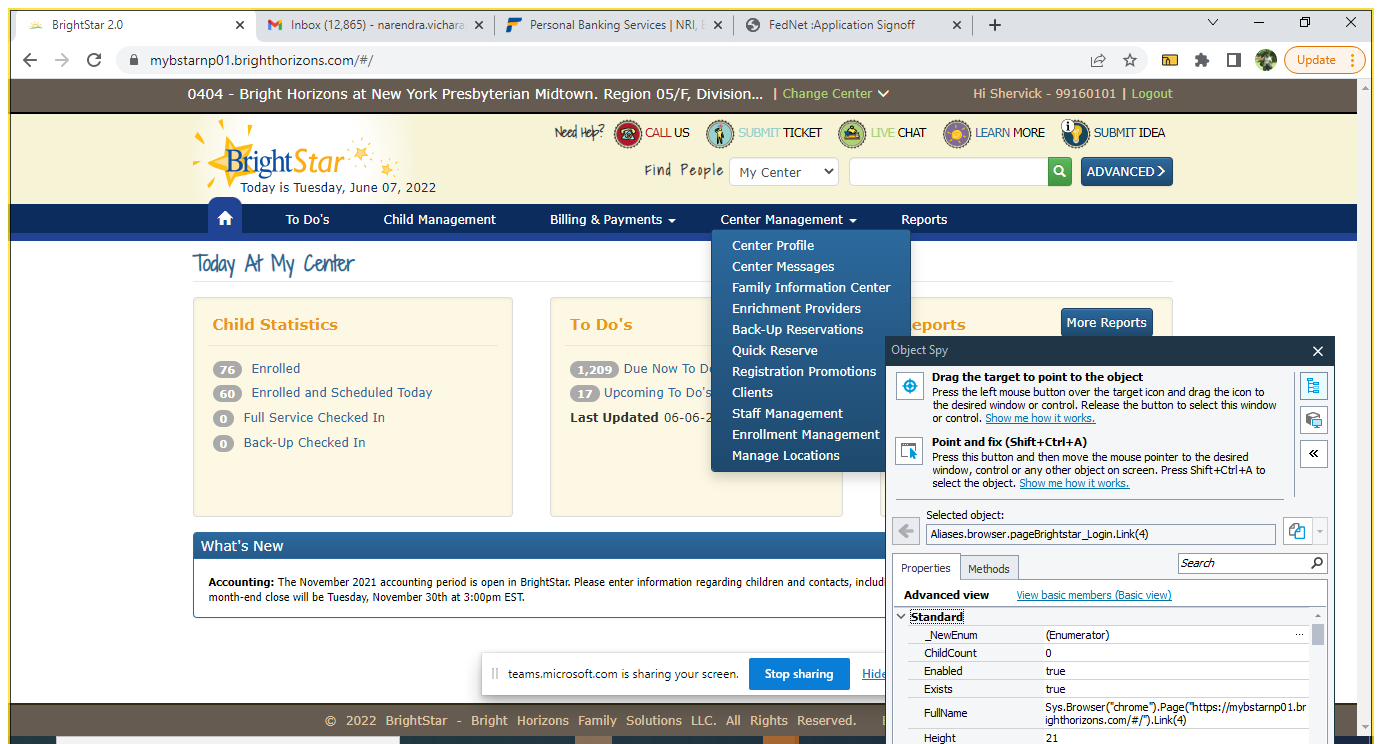 BrightStar 2.0
Inbox (12,865) - narendra.vichara
Personal Banking Services | NRI,
FedNet :Application Signoff
mybstarnp01.brighthorizons.com/#/
Update
0404 - Bright Horizons at New York Presbyterian Midtown. Region 05/F, Division... | Change Center
Hi Shervick - 99160101 | Logout
Need Help? CALL US SUBMIT TICKET LIVE CHAT LEARN MORE SUBMIT IDEA
BrightStar
Find People My Center ADVANCED
Today is Tuesday, June 07, 2022
To Do's Child Management Billing & Payments Center Management Reports
Center Profile
Center Messages
Family Information Center
Enrichment Providers
Back-Up Reservations
Quick Reserve
Registration Promotions
Clients
Staff Management
Enrollment Management
Manage Locations
Today At My Center
Child Statistics
76 Enrolled
60 Enrolled and Scheduled Today
0 Full Service Checked In
0 Back-Up Checked In
To Do's
1,209 Due Now To D
17 Upcoming To Do's
Last Updated 06-06-2
eports
More Reports
What's New
Accounting: The November 2021 accounting period is open in BrightStar. Please enter information regarding children and contacts, includi
month-end close will be Tuesday, November 30th at 3:00pm EST.
teams.microsoft.com is sharing your screen. Stop sharing Hide
© 2022 BrightStar - Bright Horizons Family Solutions LLC. All Rights Reserved.
Object Spy
Drag the target to point to the object
Press the left mouse button over the target icon and drag the icon to
the desired window or control. Release the button to select this window
or control. Show me how it works.
Point and fix (Shift+Ctrl+A)
Press this button and then move the mouse pointer to the desired
window, control or any other object on screen. Press Shift+Ctrl+A to
select the object. Show me how it works.
Selected object:
Aliases.browser.pageBrightstar_Login.Link(4)
Properties Methods Search
Advanced view View basic members (Basic view)
Standard
_NewEnum (Enumerator) ...
ChildCount 0
Enabled true
Exists true
FullName Sys.Browser("chrome").Page("https://mybstarnp01.br
ighthorizons.com/#/").Link(4)
Height 21